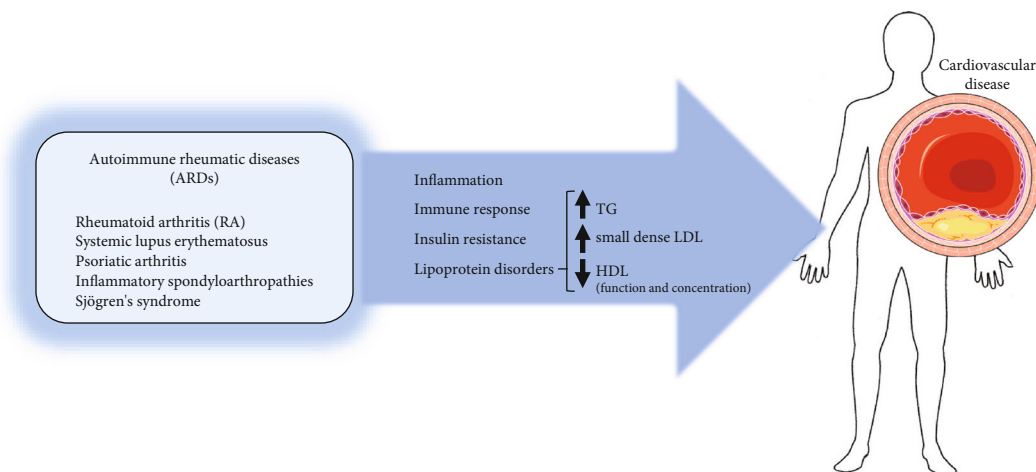 Autoimmune rheumatic diseases
(ARDs)
Rheumatoid arthritis (RA)
Systemic lupus erythematosus
Psoriatic arthritis
Inflammatory spondyloarthropathies
Sjögren's syndrome
Inflammation
Immune response
Insulin resistance
Lipoprotein disorders
TG
small dense LDL
HDL
(function and concentration)
Cardiovascular
disease